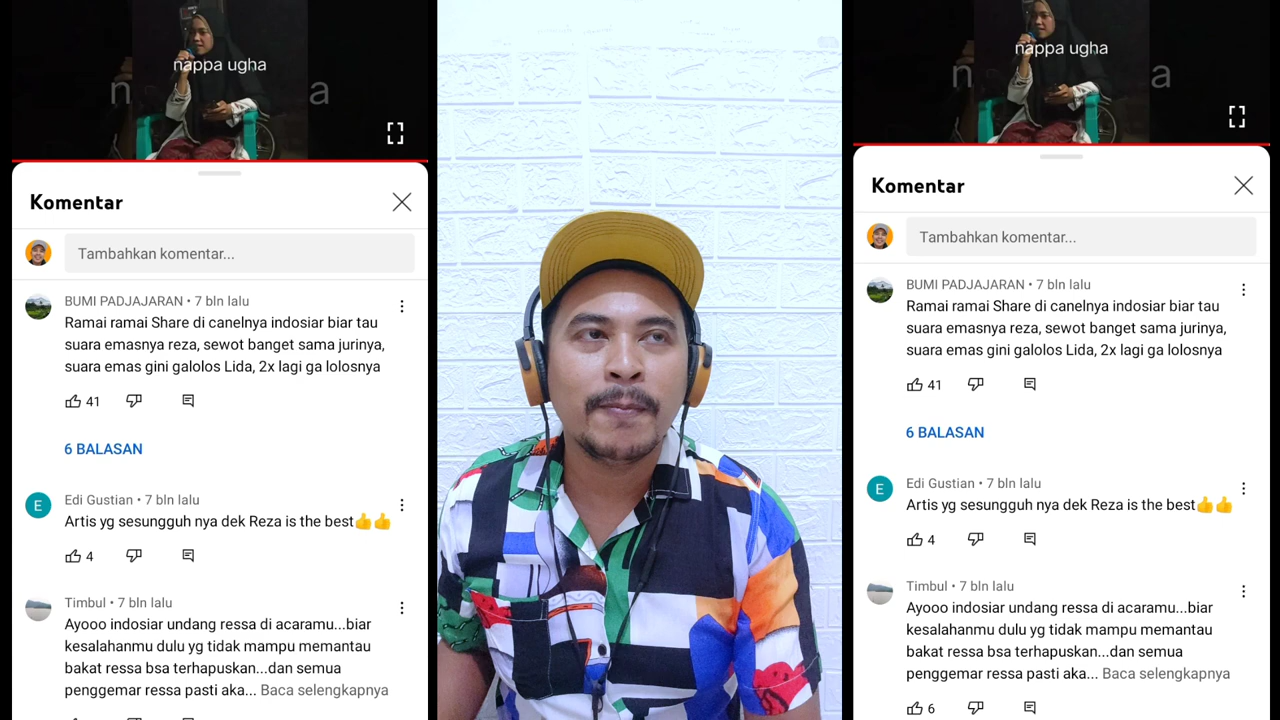 nappa ugha
n a
Komentar
Tambahkan komentar...
BUMI PADJAJARAN • 7 bln lalu
Ramai ramai Share di canelnya indosiar biar tau
suara emasnya reza, sewot banget sama jurinya,
suara emas gini galolos Lida, 2x lagi ga lolosnya
41
6 BALASAN
E
Edi Gustian • 7 bln lalu
Artis yg sesungguh nya dek Reza is the best👍👍
4
Timbul • 7 bln lalu
Ayooo indosiar undang ressa di acaramu...biar
kesalahanmu dulu yg tidak mampu memantau
bakat ressa bsa terhapuskan...dan semua
penggemar ressa pasti aka... Baca selengkapnya
nappa ugha
n a
Komentar
Tambahkan komentar...
BUMI PADJAJARAN • 7 bln lalu
Ramai ramai Share di canelnya indosiar biar tau
suara emasnya reza, sewot banget sama jurinya,
suara emas gini galolos Lida, 2x lagi ga lolosnya
41
6 BALASAN
E
Edi Gustian • 7 bln lalu
Artis yg sesungguh nya dek Reza is the best👍👍
4
Timbul • 7 bln lalu
Ayooo indosiar undang ressa di acaramu...biar
kesalahanmu dulu yg tidak mampu memantau
bakat ressa bsa terhapuskan...dan semua
penggemar ressa pasti aka... Baca selengkapnya
6